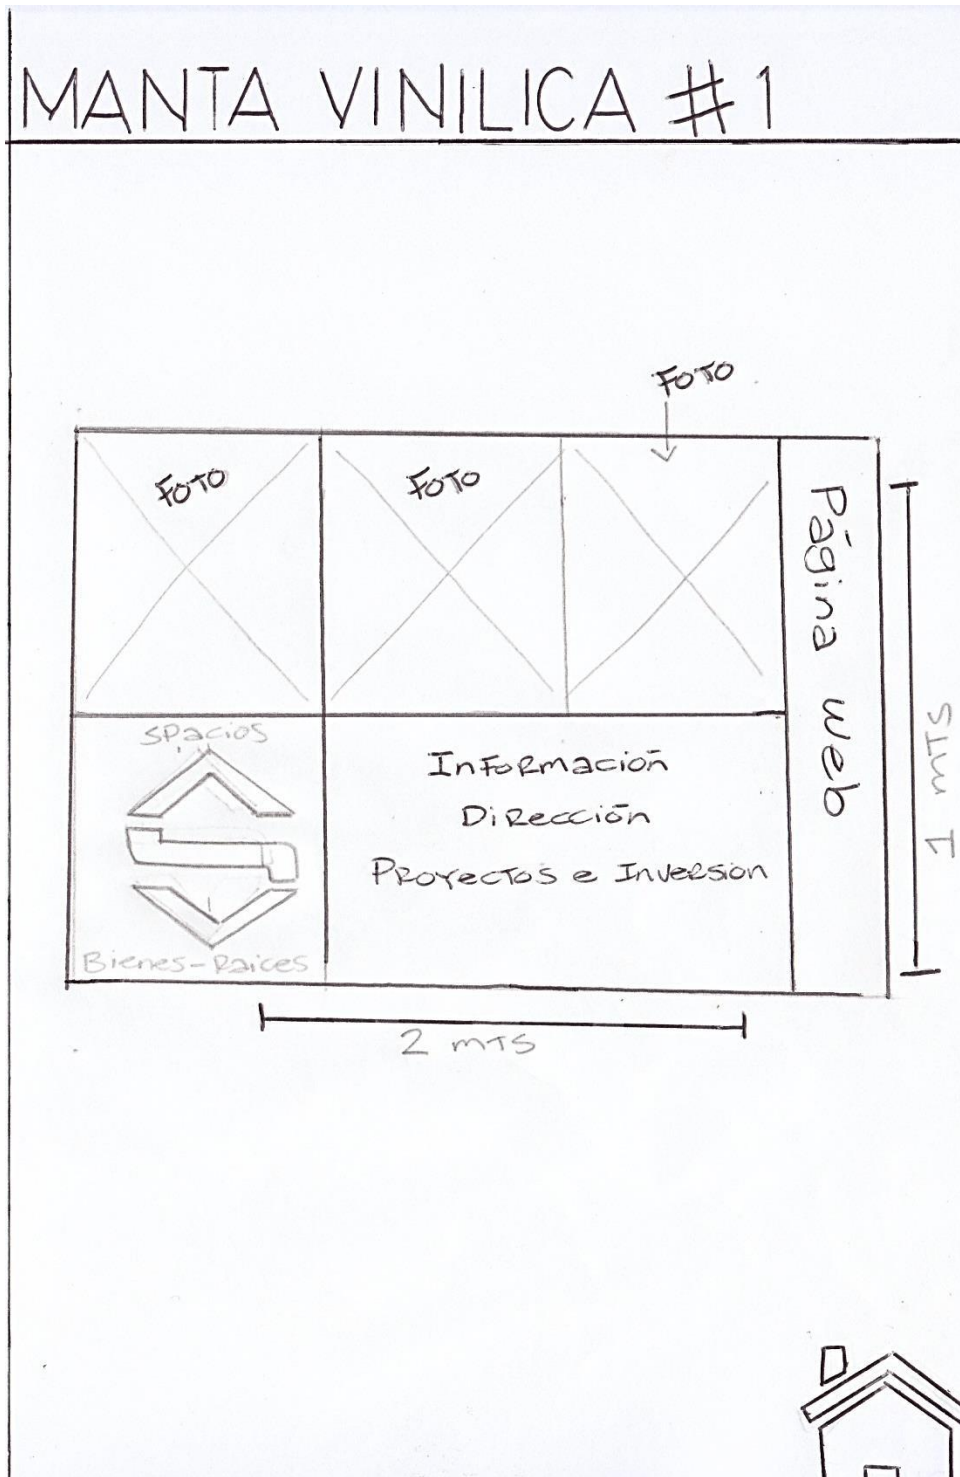 MANTA VINILICA #1
FOTO
FOTO
FOTO
Página web
SPacios
InFoRmación
DiRección
PRoyecTos e InveRsion
Bienes-Raices
1 mTS
2 mTS